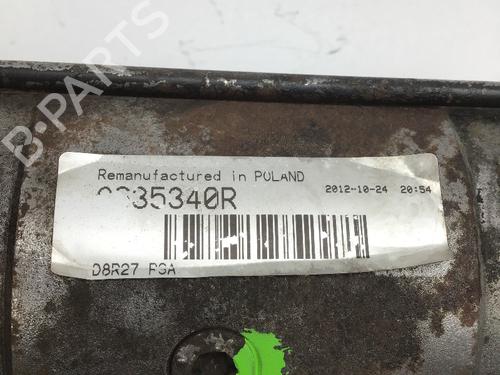 B-PARTS
Remanufactured in POLAND
2012-10-24 20:54
35340R
D8R27 PSA